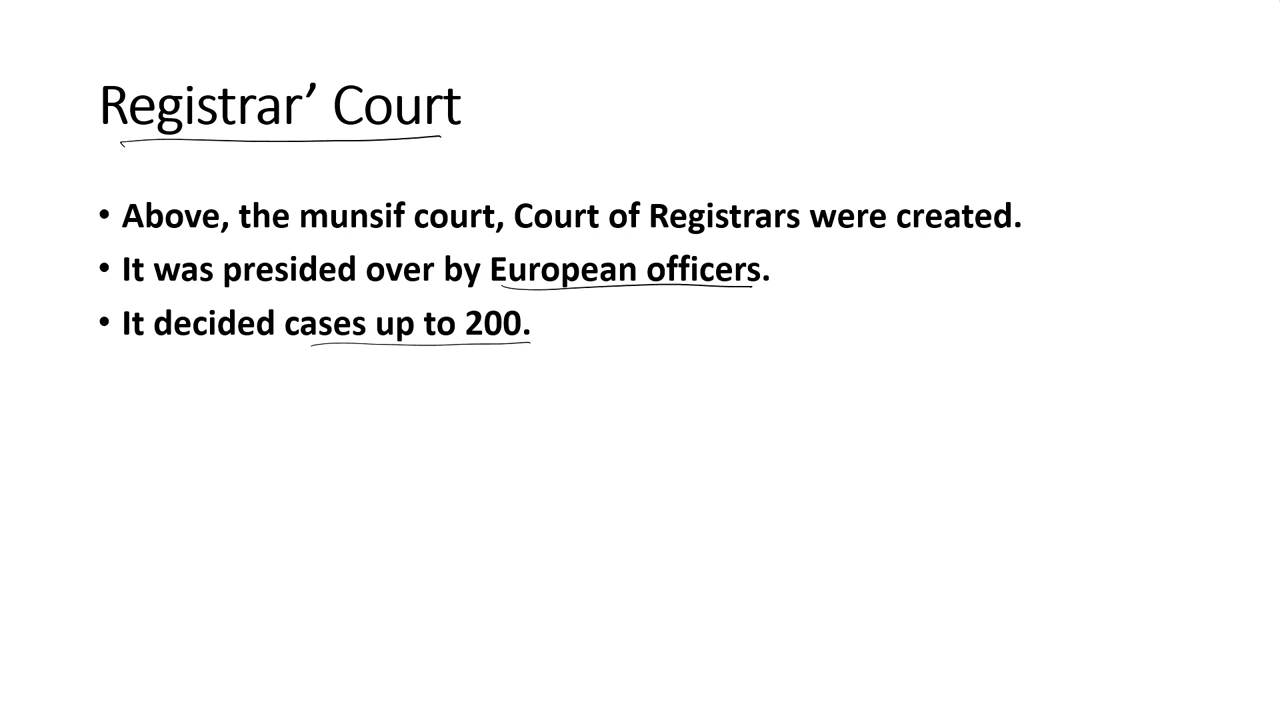 Registrar’ Court
• Above, the munsif court, Court of Registrars were created.
• It was presided over by European officers.
• It decided cases up to 200.